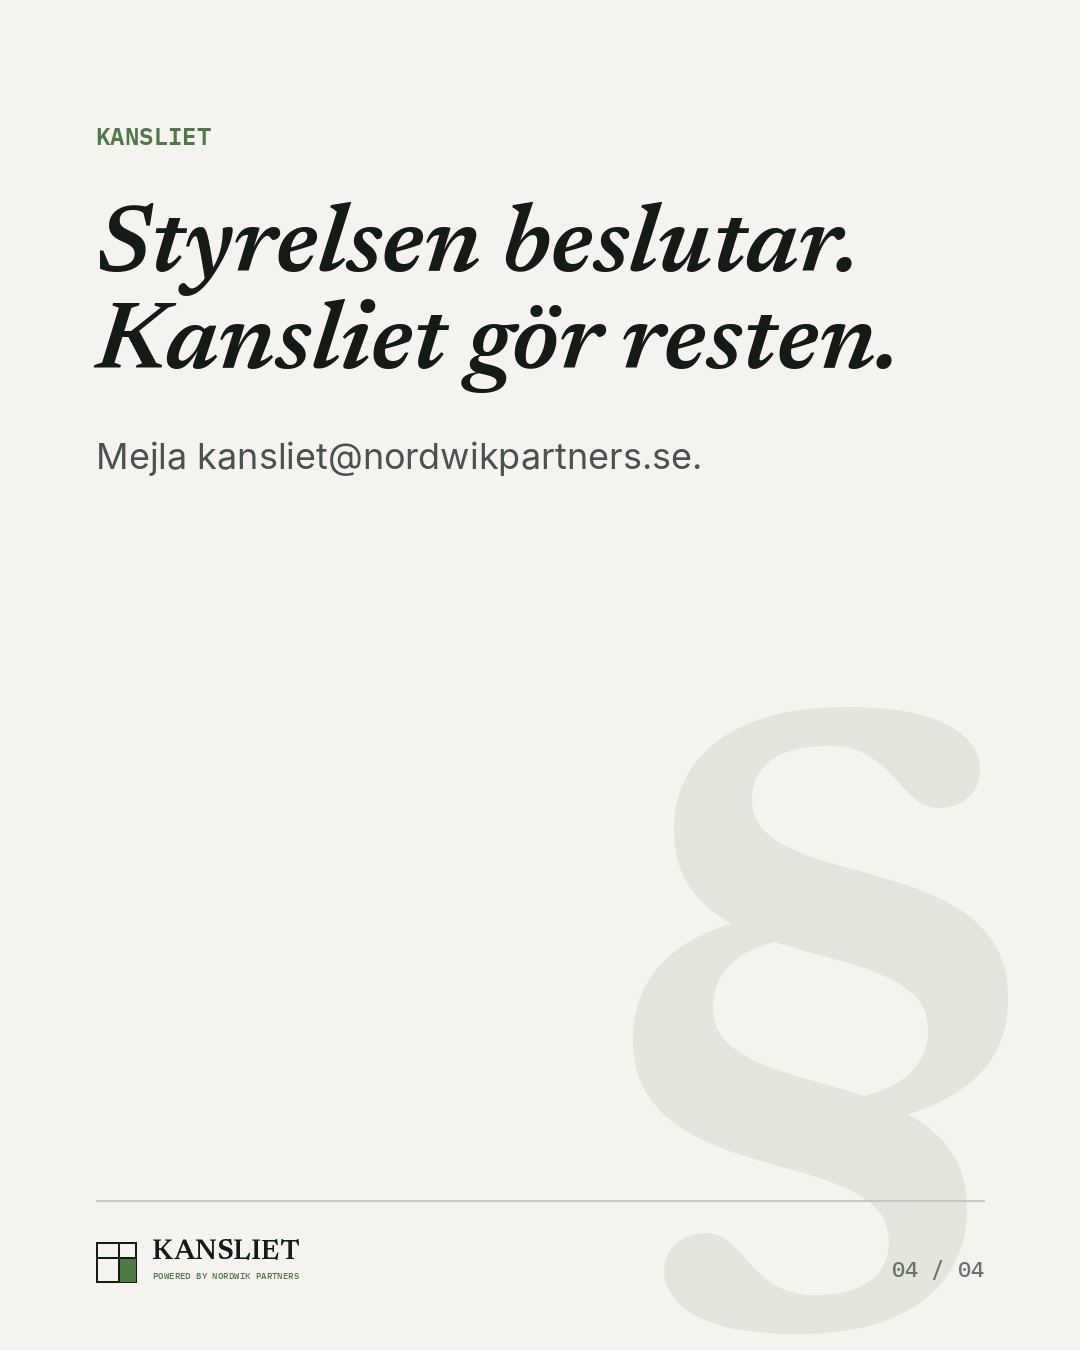 KANSLIET
Styrelsen beslutar.
Kansliet gör resten.
Mejla kansliet@nordwikpartners.se.
§
KANSLIET
POWERED BY NORDWIK PARTNERS
04 / 04